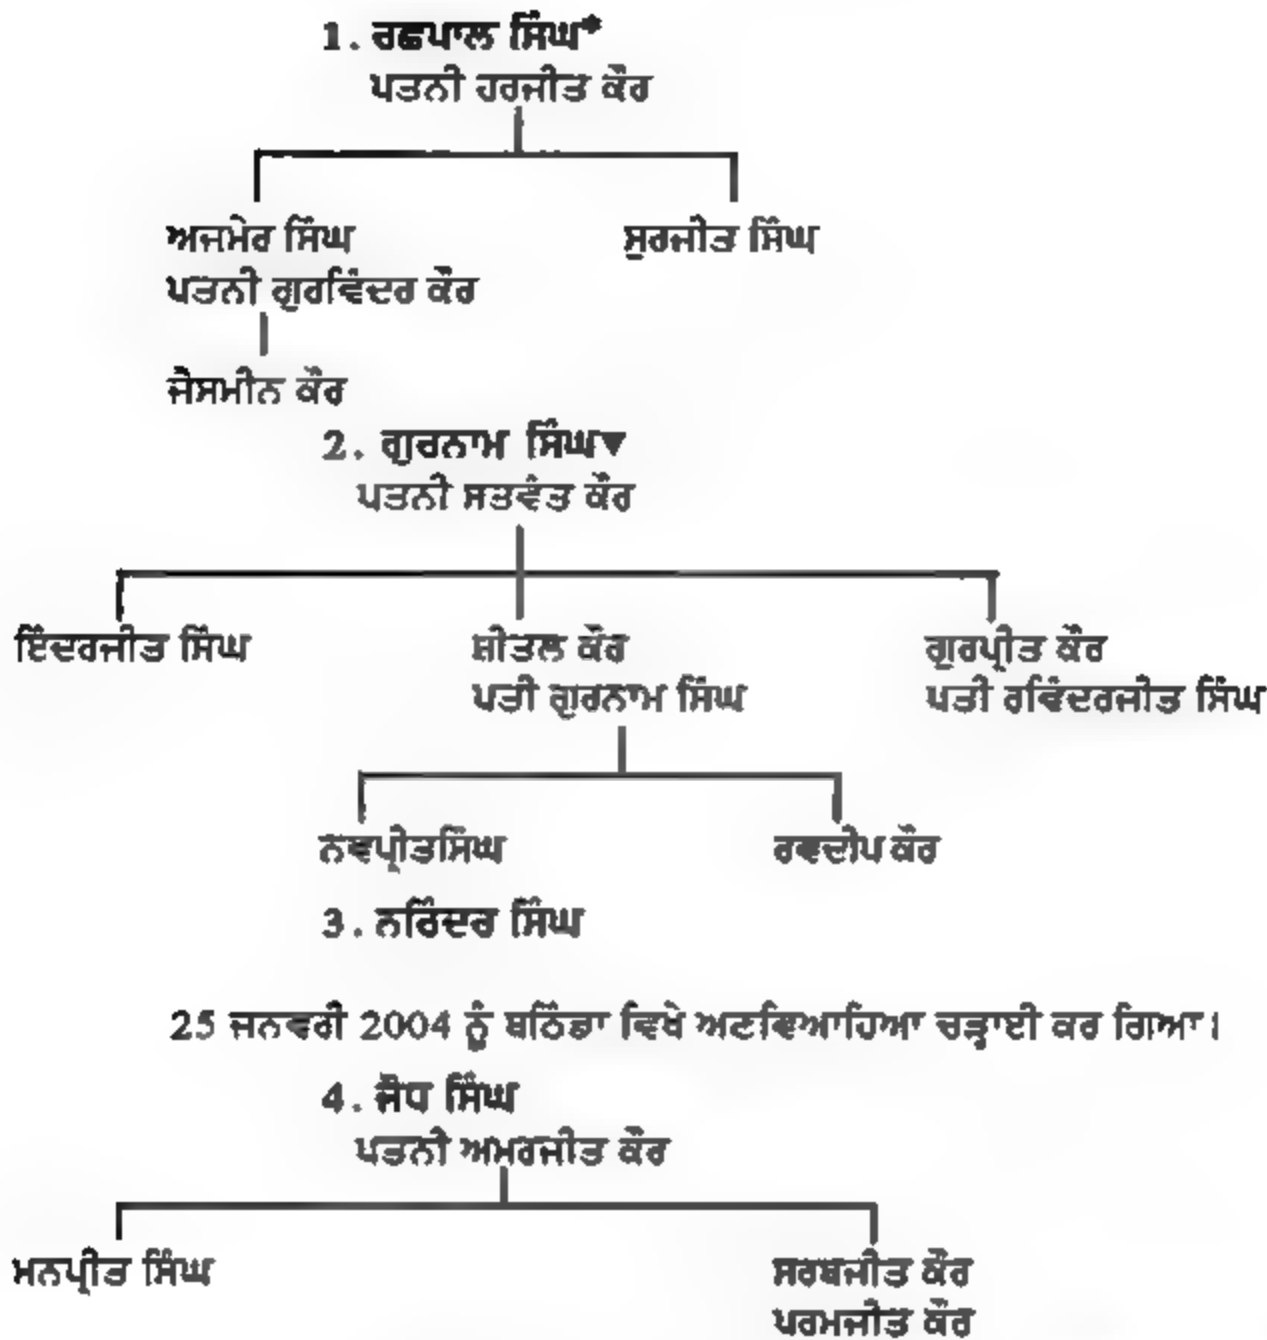 1. ਰਛਪਾਲ ਸਿੰਘ*
ਪਤਨੀ ਹਰਜੀਤ ਕੌਰ
ਅਜਮੇਰ ਸਿੰਘ ਸੁਰਜੀਤ ਸਿੰਘ
ਪਤਨੀ ਗੁਰਵਿੰਦਰ ਕੌਰ
ਜੈਸਮੀਨ ਕੌਰ
2. ਗੁਰਨਾਮ ਸਿੰਘ▼
ਪਤਨੀ ਸਤਵੰਤ ਕੌਰ
ਇੰਦਰਜੀਤ ਸਿੰਘ ਸ਼ੀਤਲ ਕੌਰ ਗੁਰਪ੍ਰੀਤ ਕੌਰ
ਪਤੀ ਗੁਰਨਾਮ ਸਿੰਘ ਪਤੀ ਰਵਿੰਦਰਜੀਤ ਸਿੰਘ
ਨਵਪ੍ਰੀਤਸਿੰਘ ਰਵਦੀਪ ਕੌਰ
3. ਨਰਿੰਦਰ ਸਿੰਘ
25 ਜਨਵਰੀ 2004 ਨੂੰ ਬਠਿੰਡਾ ਵਿਖੇ ਅਣਵਿਆਹਿਆ ਚੜ੍ਹਾਈ ਕਰ ਗਿਆ।
4. ਜੋਧ ਸਿੰਘ
ਪਤਨੀ ਅਮਰਜੀਤ ਕੌਰ
ਮਨਪ੍ਰੀਤ ਸਿੰਘ ਸਰਬਜੀਤ ਕੌਰ
ਪਰਮਜੀਤ ਕੌਰ